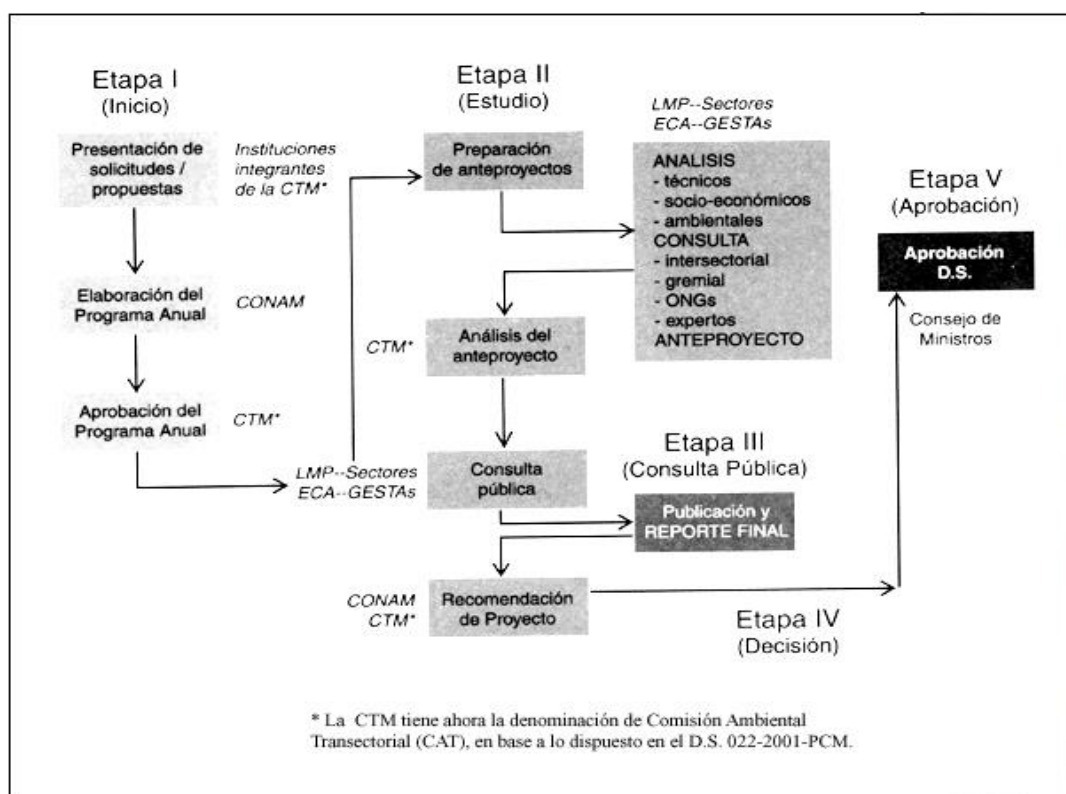 Etapa I
(Inicio)
Presentación de
solicitudes /
propuestas
Instituciones
integrantes
de la CTM*
Elaboración del
Programa Anual
CONAM
Aprobación del
Programa Anual
CTM*
LMP--Sectores
ECA--GESTAs
Etapa II
(Estudio)
Preparación
de anteproyectos
LMP--Sectores
ECA--GESTAs
ANALISIS
- técnicos
- socio-económicos
- ambientales
CONSULTA
- intersectorial
- gremial
- ONGs
- expertos
ANTEPROYECTO
CTM*
Análisis del
anteproyecto
Consulta
pública
Etapa III
(Consulta Pública)
Publicación y
REPORTE FINAL
CONAM
CTM*
Recomendación
de Proyecto
Etapa IV
(Decisión)
Etapa V
(Aprobación)
Aprobación
D.S.
Consejo de
Ministros
* La CTM tiene ahora la denominación de Comisión Ambiental
Transectorial (CAT), en base a lo dispuesto en el D.S. 022-2001-PCM.